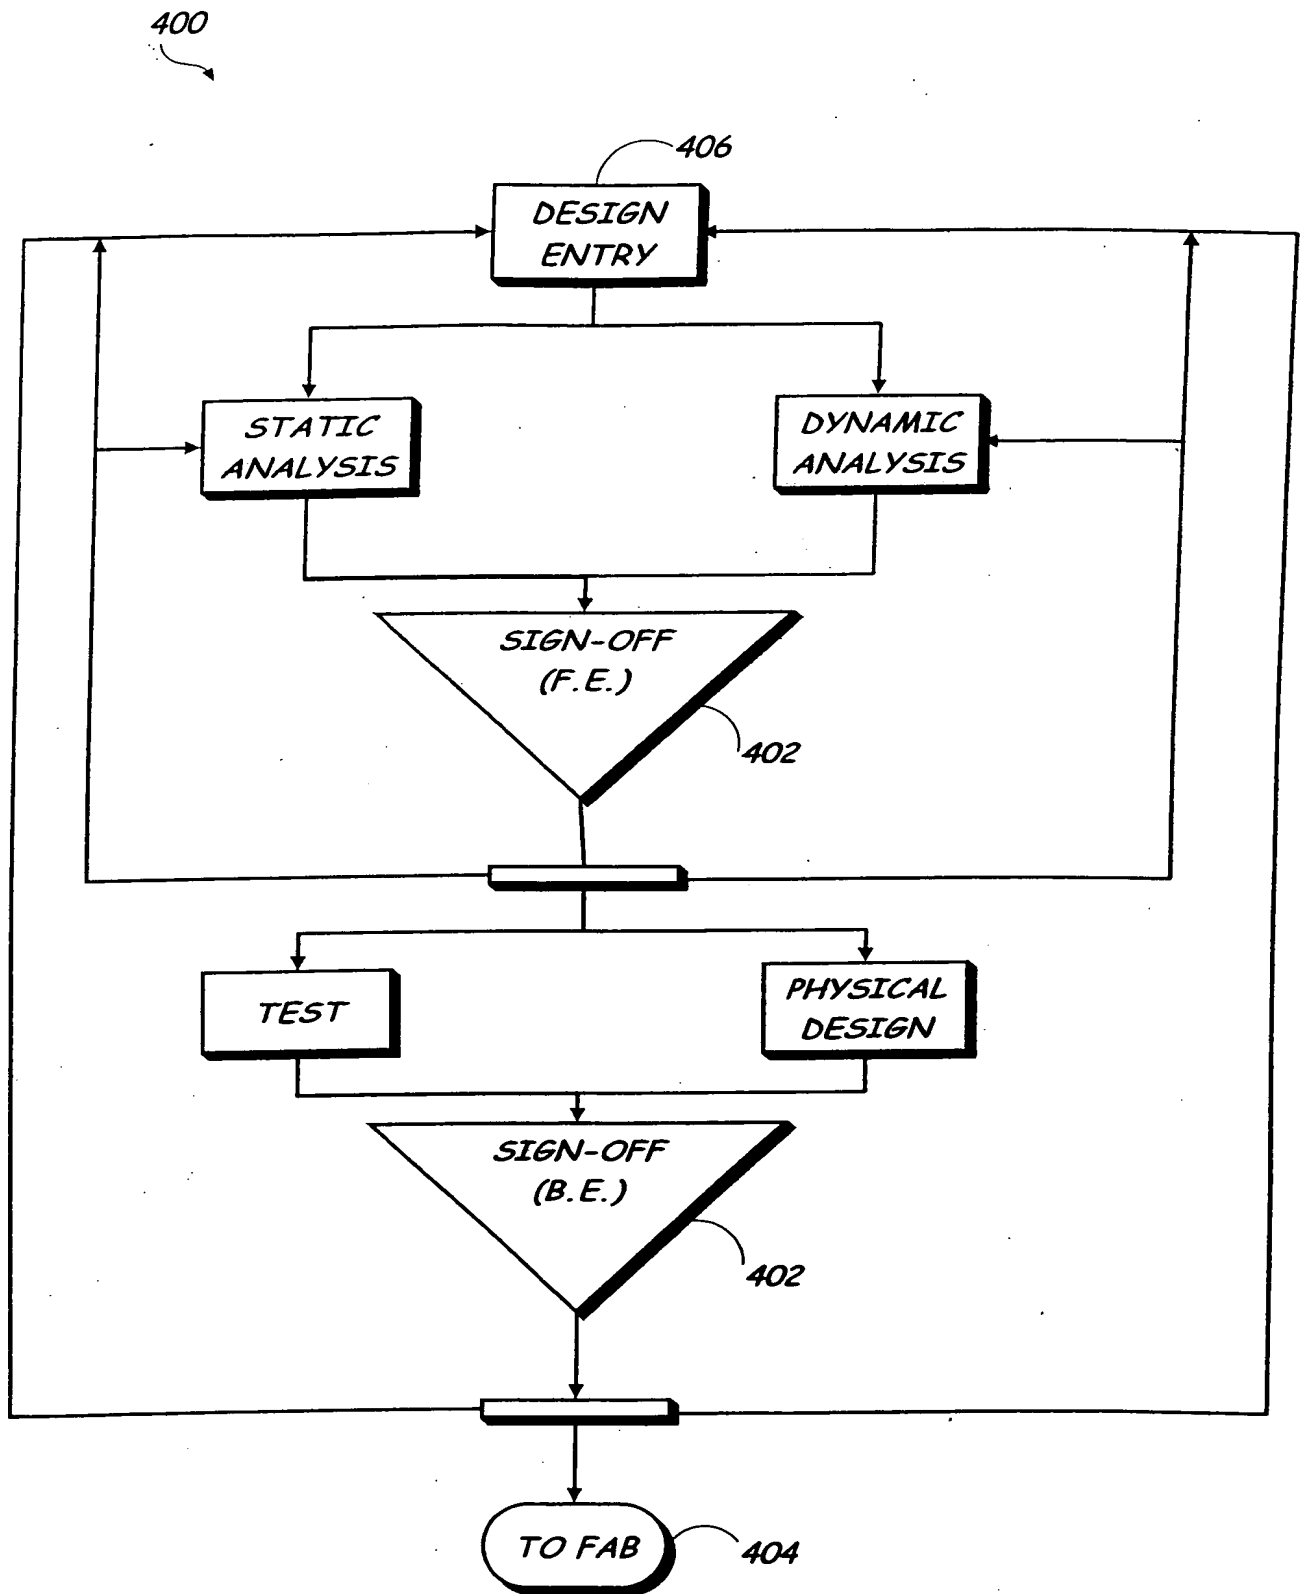 400
406
DESIGN
ENTRY
STATIC
ANALYSIS
DYNAMIC
ANALYSIS
SIGN-OFF
(F.E.)
402
TEST
PHYSICAL
DESIGN
SIGN-OFF
(B.E.)
402
TO FAB
404